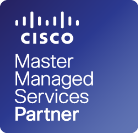 CISCO
Master
Managed
Services
Partner